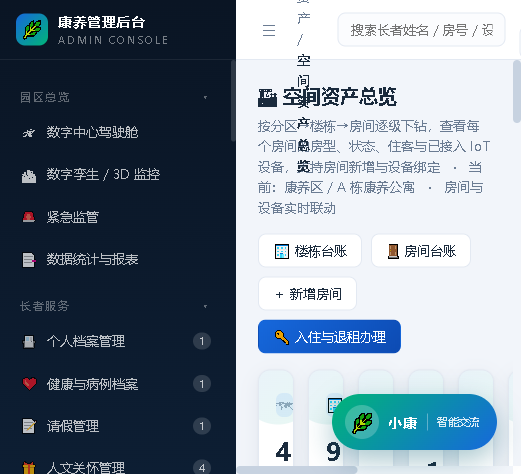 康养管理后台
ADMIN CONSOLE
园区总览
数字中心驾驶舱
数字孪生 / 3D 监控
紧急监管
数据统计与报表
长者服务
个人档案管理 1
健康与病例档案 1
请假管理 1
人文关怀管理 4
产
/
空
间
资
产
总
览
搜索长者姓名 / 房号 / 设
空间资产总览
按分区→楼栋→房间逐级下钻，查看每
个房间的房型、状态、住客与已接入 IoT
设备，支持房间新增与设备绑定 · 当
前：康养区 / A 栋康养公寓 · 房间与
设备实时联动
楼栋台账
房间台账
+ 新增房间
入住与退租办理
4
9
小康
智能交流